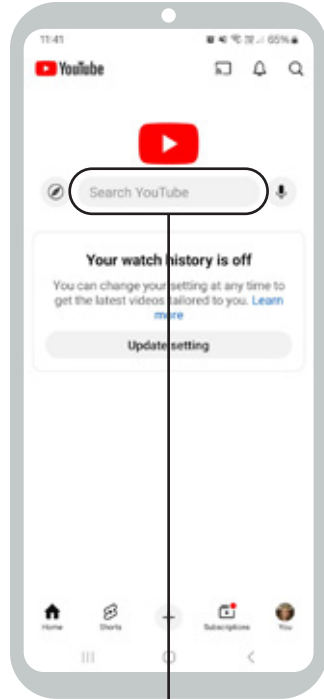 11:41 65%
YouTube
Search YouTube
Your watch history is off
You can change your setting at any time to
get the latest videos tailored to you. Learn
more
Update setting
Home Shorts Subscriptions You